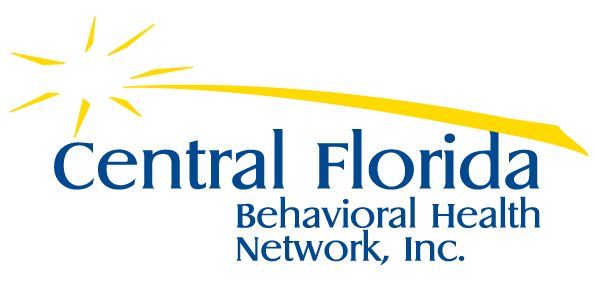 Central Florida
Behavioral Health
Network, Inc.